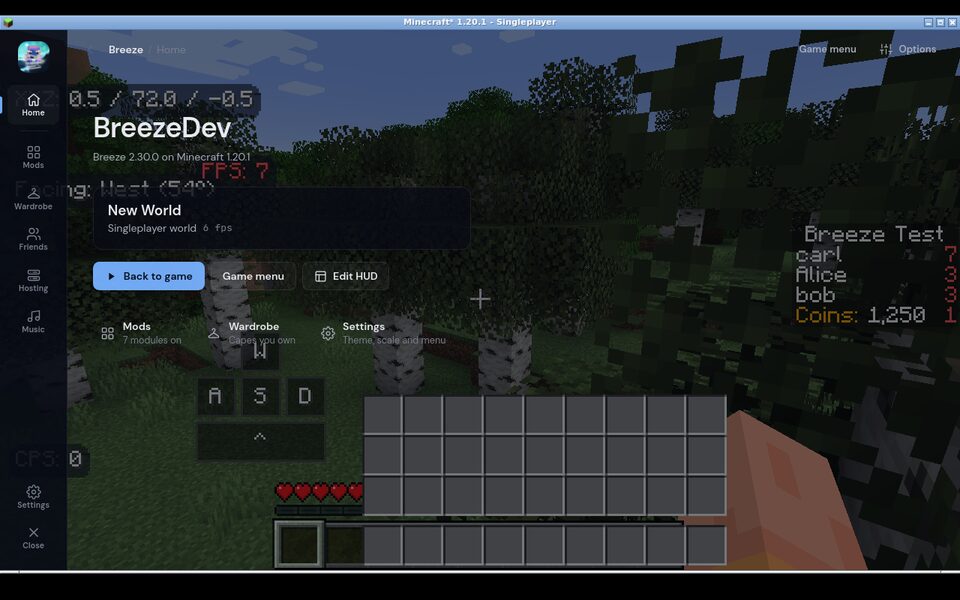 Minecraft* 1.20.1 - Singleplayer
Breeze / Home
Game menu
Options
0.5 / 72.0 / -0.5
Home
BreezeDev
Breeze 2.30.0 on Minecraft 1.20.1
FPS: 7
Mods
Facing: West (54°)
Wardrobe
New World
Singleplayer world 6 fps
Friends
Breeze Test
carl 7
Alice 3
bob 3
Coins: 1,250 1
Back to game
Game menu
Edit HUD
Hosting
Music
Mods
7 modules on
Wardrobe
Capes you own
Settings
Theme, scale and menu
W
A S D
^
CPS: 0
Settings
Close